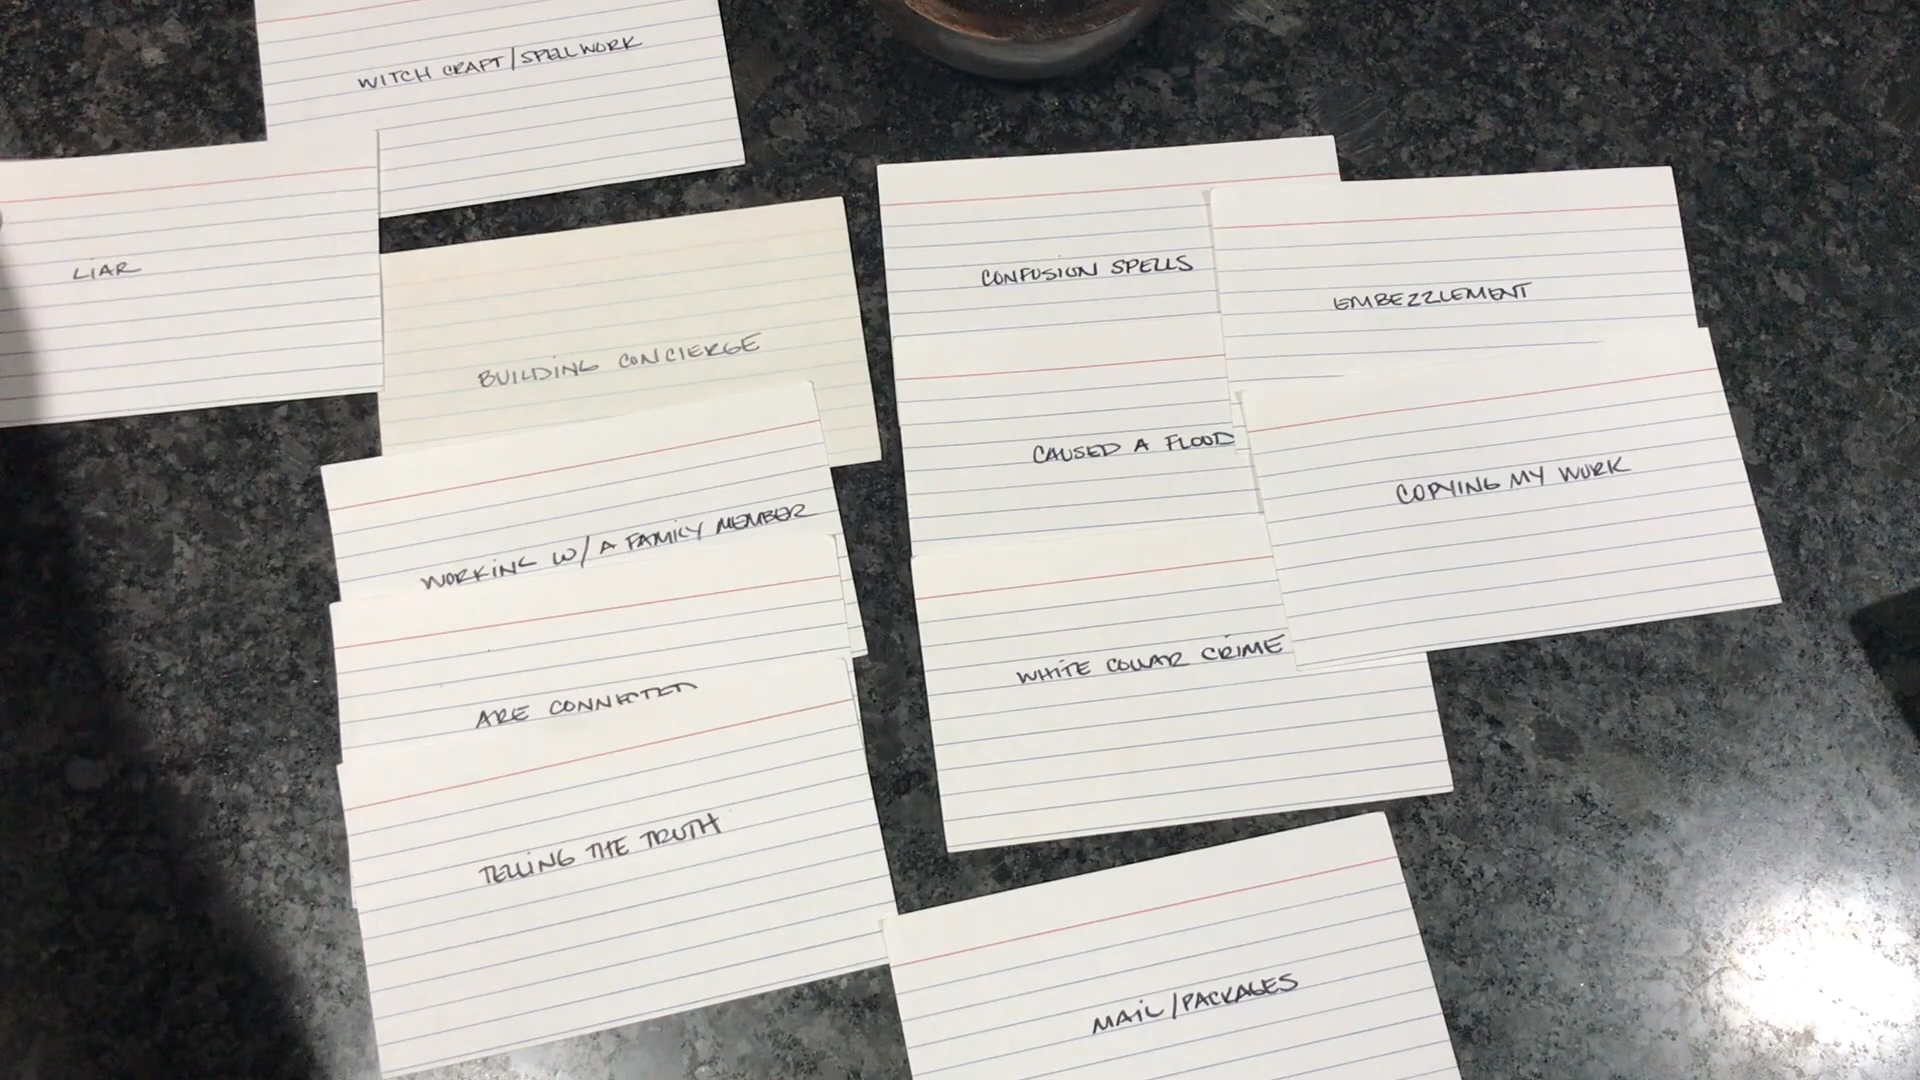 WITCH CRAFT/SPELLWORK
LIAR
BUILDING CONCIERGE
WORKING W/A FAMILY MEMBER
ARE CONNECTED
TELLING THE TRUTH
CONFUSION SPELLS
CAUSED A FLOOD
WHITE COLLAR CRIME
EMBEZZLEMENT
COPYING MY WORK
MAIL/PACKAGES